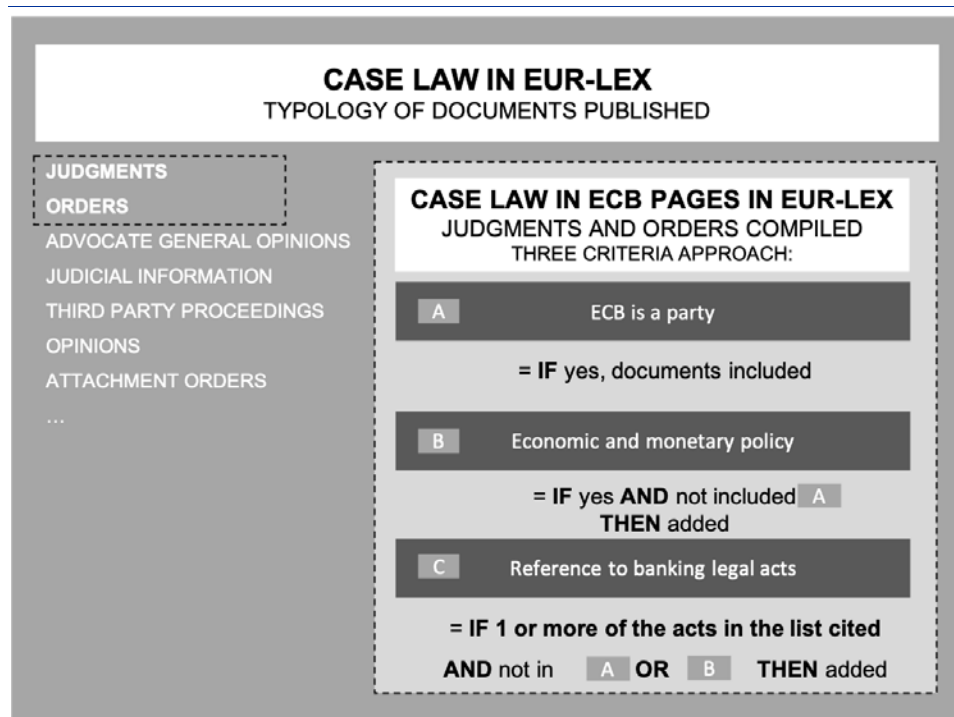 CASE LAW IN EUR-LEX
TYPOLOGY OF DOCUMENTS PUBLISHED
JUDGMENTS
ORDERS
ADVOCATE GENERAL OPINIONS
JUDICIAL INFORMATION
THIRD PARTY PROCEEDINGS
OPINIONS
ATTACHMENT ORDERS
...
CASE LAW IN ECB PAGES IN EUR-LEX
JUDGMENTS AND ORDERS COMPILED
THREE CRITERIA APPROACH:
A ECB is a party
= IF yes, documents included
B Economic and monetary policy
= IF yes AND not included A
THEN added
C Reference to banking legal acts
= IF 1 or more of the acts in the list cited
AND not in A OR B THEN added